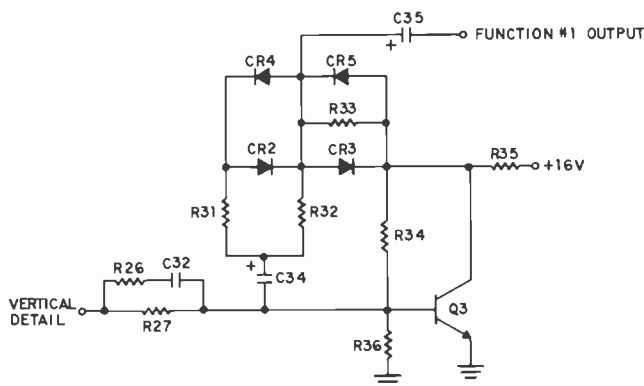 C35
+
FUNCTION #1 OUTPUT
CR4
CR5
R33
CR2
CR3
R35
+16V
R31
R32
R34
+
C34
R26
C32
VERTICAL
DETAIL
R27
Q3
R36